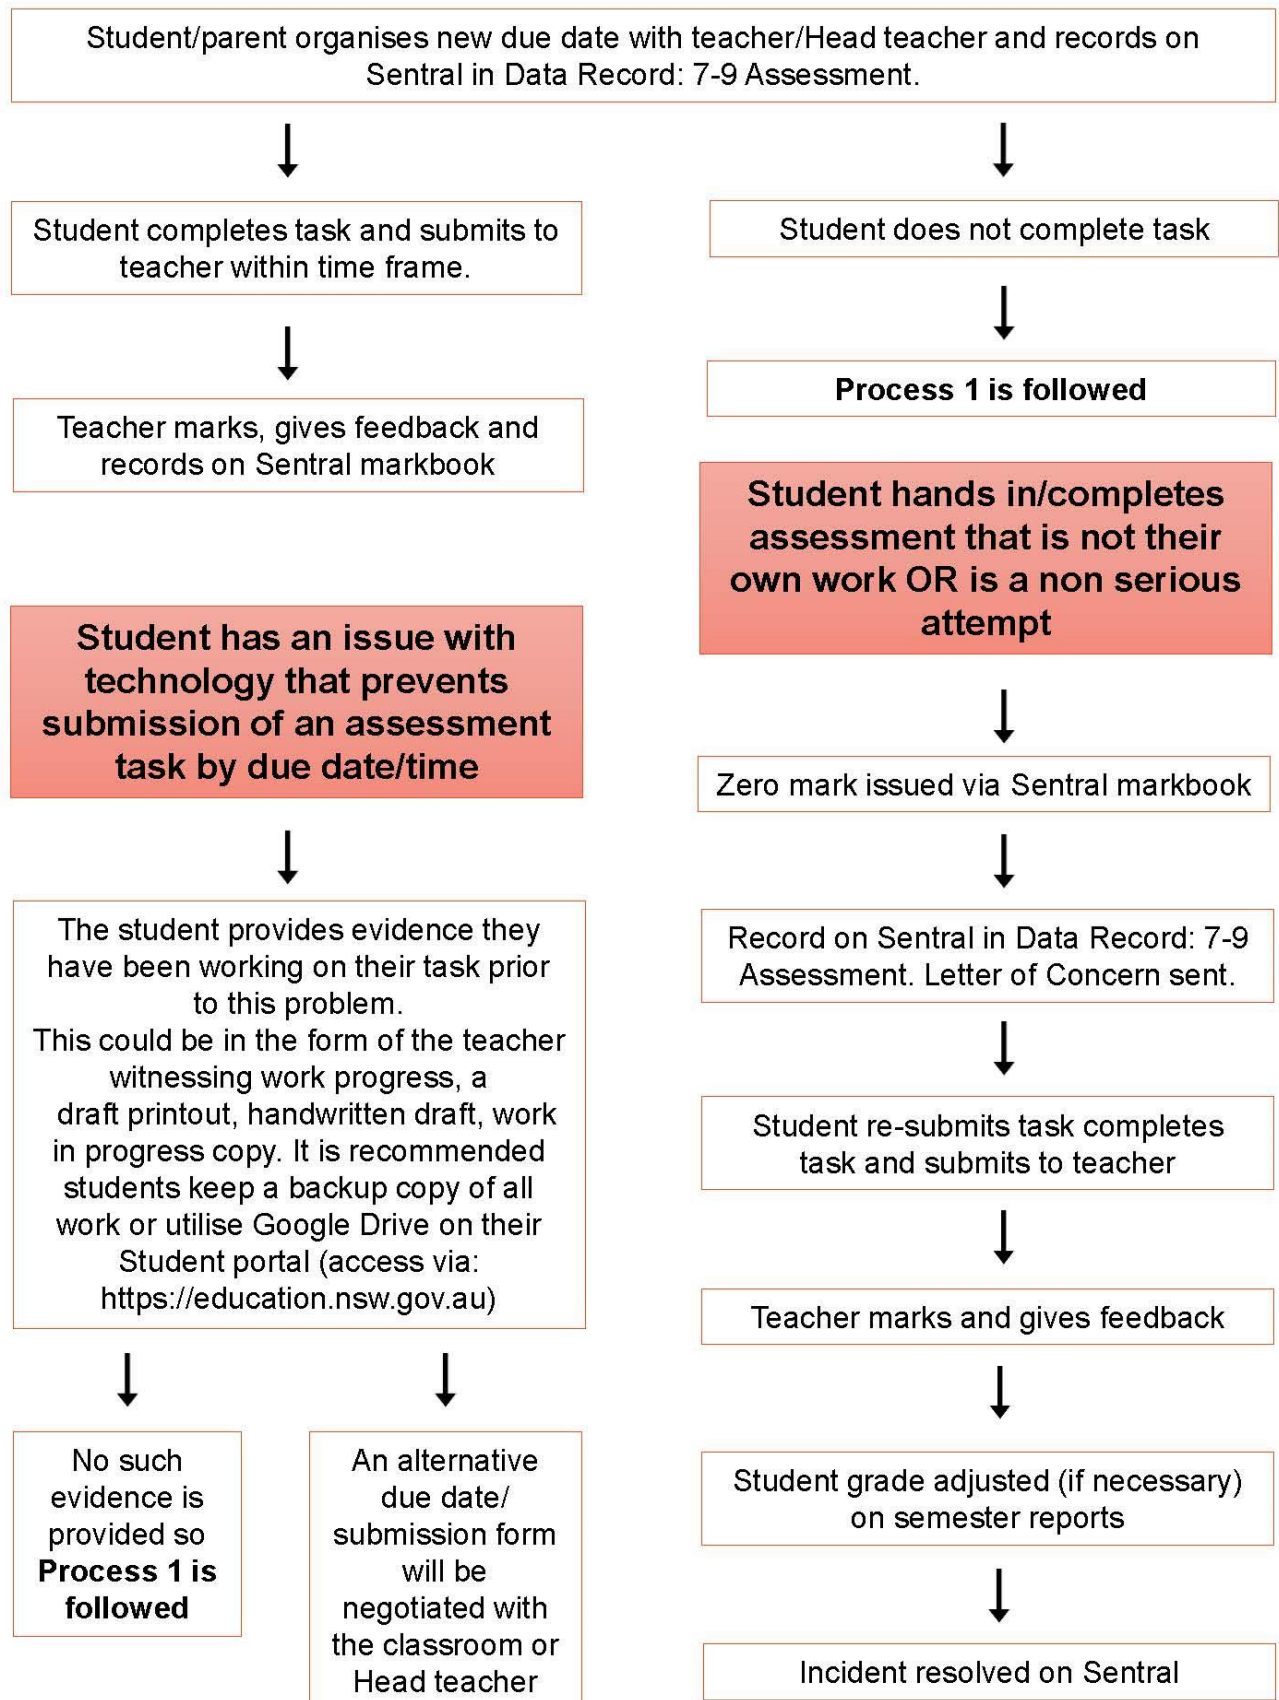 Student/parent organises new due date with teacher/Head teacher and records on
Sentral in Data Record: 7-9 Assessment.
Student completes task and submits to
teacher within time frame.
Teacher marks, gives feedback and
records on Sentral markbook
Student does not complete task
Process 1 is followed
Student has an issue with
technology that prevents
submission of an assessment
task by due date/time
The student provides evidence they
have been working on their task prior
to this problem.
This could be in the form of the teacher
witnessing work progress, a
draft printout, handwritten draft, work
in progress copy. It is recommended
students keep a backup copy of all
work or utilise Google Drive on their
Student portal (access via:
https://education.nsw.gov.au)
No such
evidence is
provided so
Process 1 is
followed
An alternative
due date/
submission form
will be
negotiated with
the classroom or
Head teacher
Student hands in/completes
assessment that is not their
own work OR is a non serious
attempt
Zero mark issued via Sentral markbook
Record on Sentral in Data Record: 7-9
Assessment. Letter of Concern sent.
Student re-submits task completes
task and submits to teacher
Teacher marks and gives feedback
Student grade adjusted (if necessary)
on semester reports
Incident resolved on Sentral